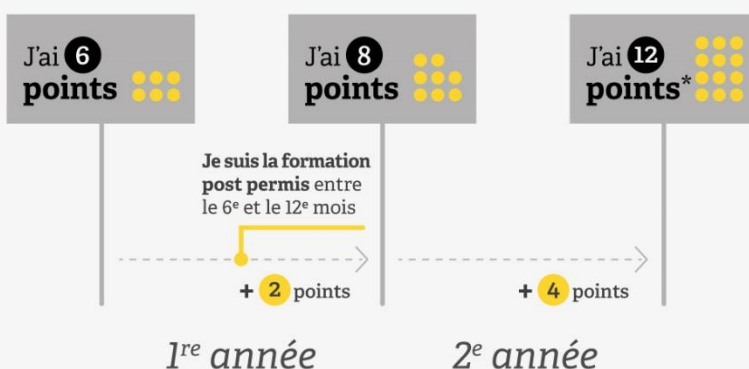 J'ai 6
points
J'ai 8
points
J'ai 12
points*
Je suis la formation
post permis entre
le 6e et le 12e mois
+ 2 points
+ 4 points
1re année
2e année